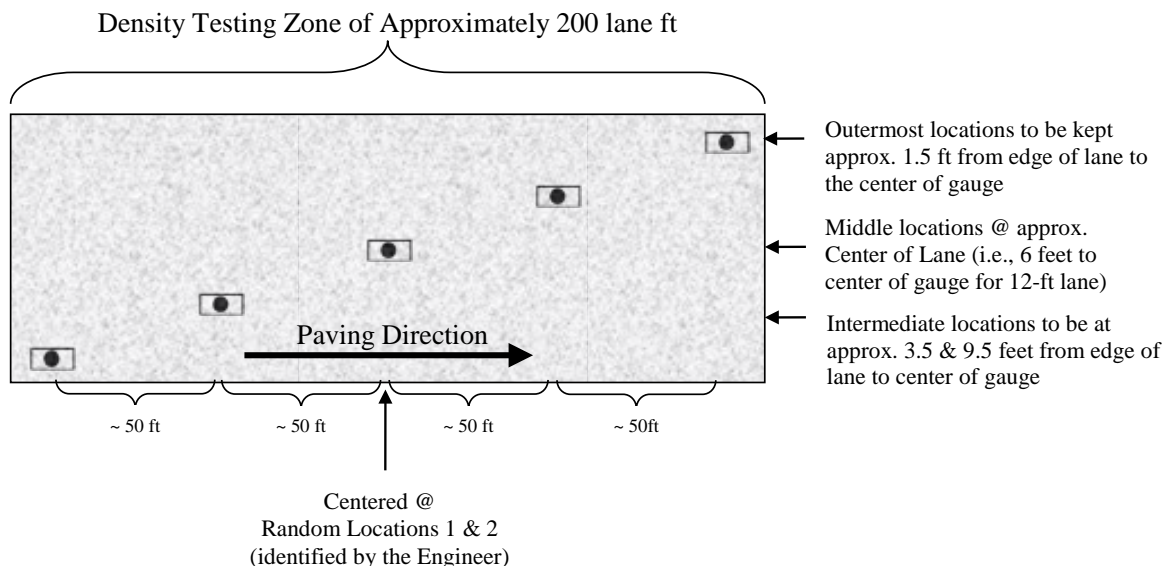 Density Testing Zone of Approximately 200 lane ft
Outermost locations to be kept
approx. 1.5 ft from edge of lane to
the center of gauge
Middle locations @ approx.
Center of Lane (i.e., 6 feet to
center of gauge for 12-ft lane)
Intermediate locations to be at
approx. 3.5 & 9.5 feet from edge of
lane to center of gauge
Paving Direction
~ 50 ft
~ 50 ft
~ 50 ft
~ 50ft
Centered @
Random Locations 1 & 2
(identified by the Engineer)